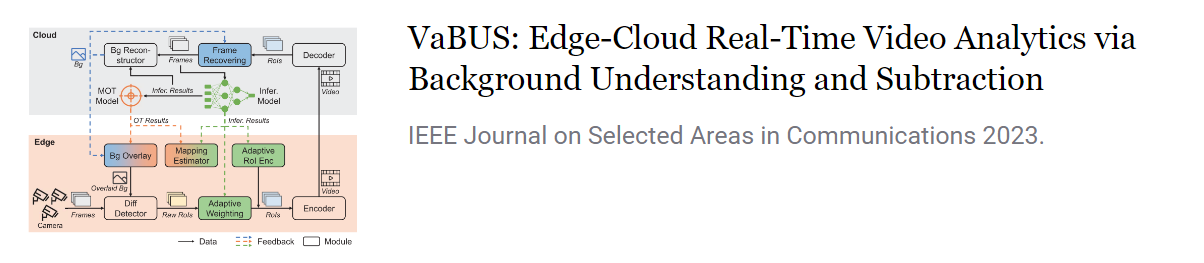 VaBUS: Edge-Cloud Real-Time Video Analytics via
Background Understanding and Subtraction
IEEE Journal on Selected Areas in Communications 2023.
Cloud
Bg
Bg Recon-
structor
Frames
Frame
Recovering
RoIs
Decoder
Video
MOT
Model
Infer. Results
Infer.
Model
OT Results
Infer. Results
Edge
Bg Overlay
Mapping
Estimator
Adaptive
RoI Enc
Overlaid Bg
Video
Camera
Frames
Diff
Detector
Raw RoIs
Adaptive
Weighting
RoIs
Encoder
Data
Feedback
Module